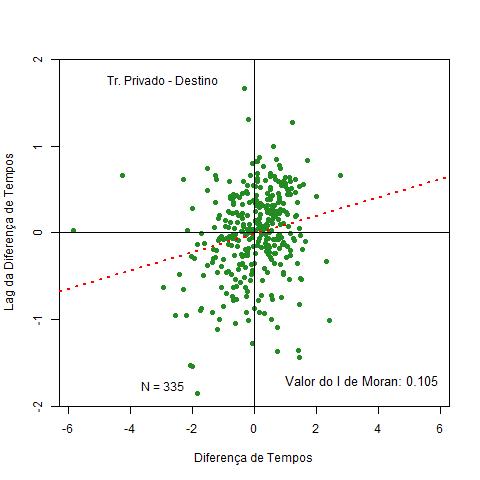 Tr. Privado - Destino
2
1
0
-1
-2
Lag da Diferença de Tempos
N = 335
Valor do I de Moran: 0.105
-6 -4 -2 0 2 4 6
Diferença de Tempos